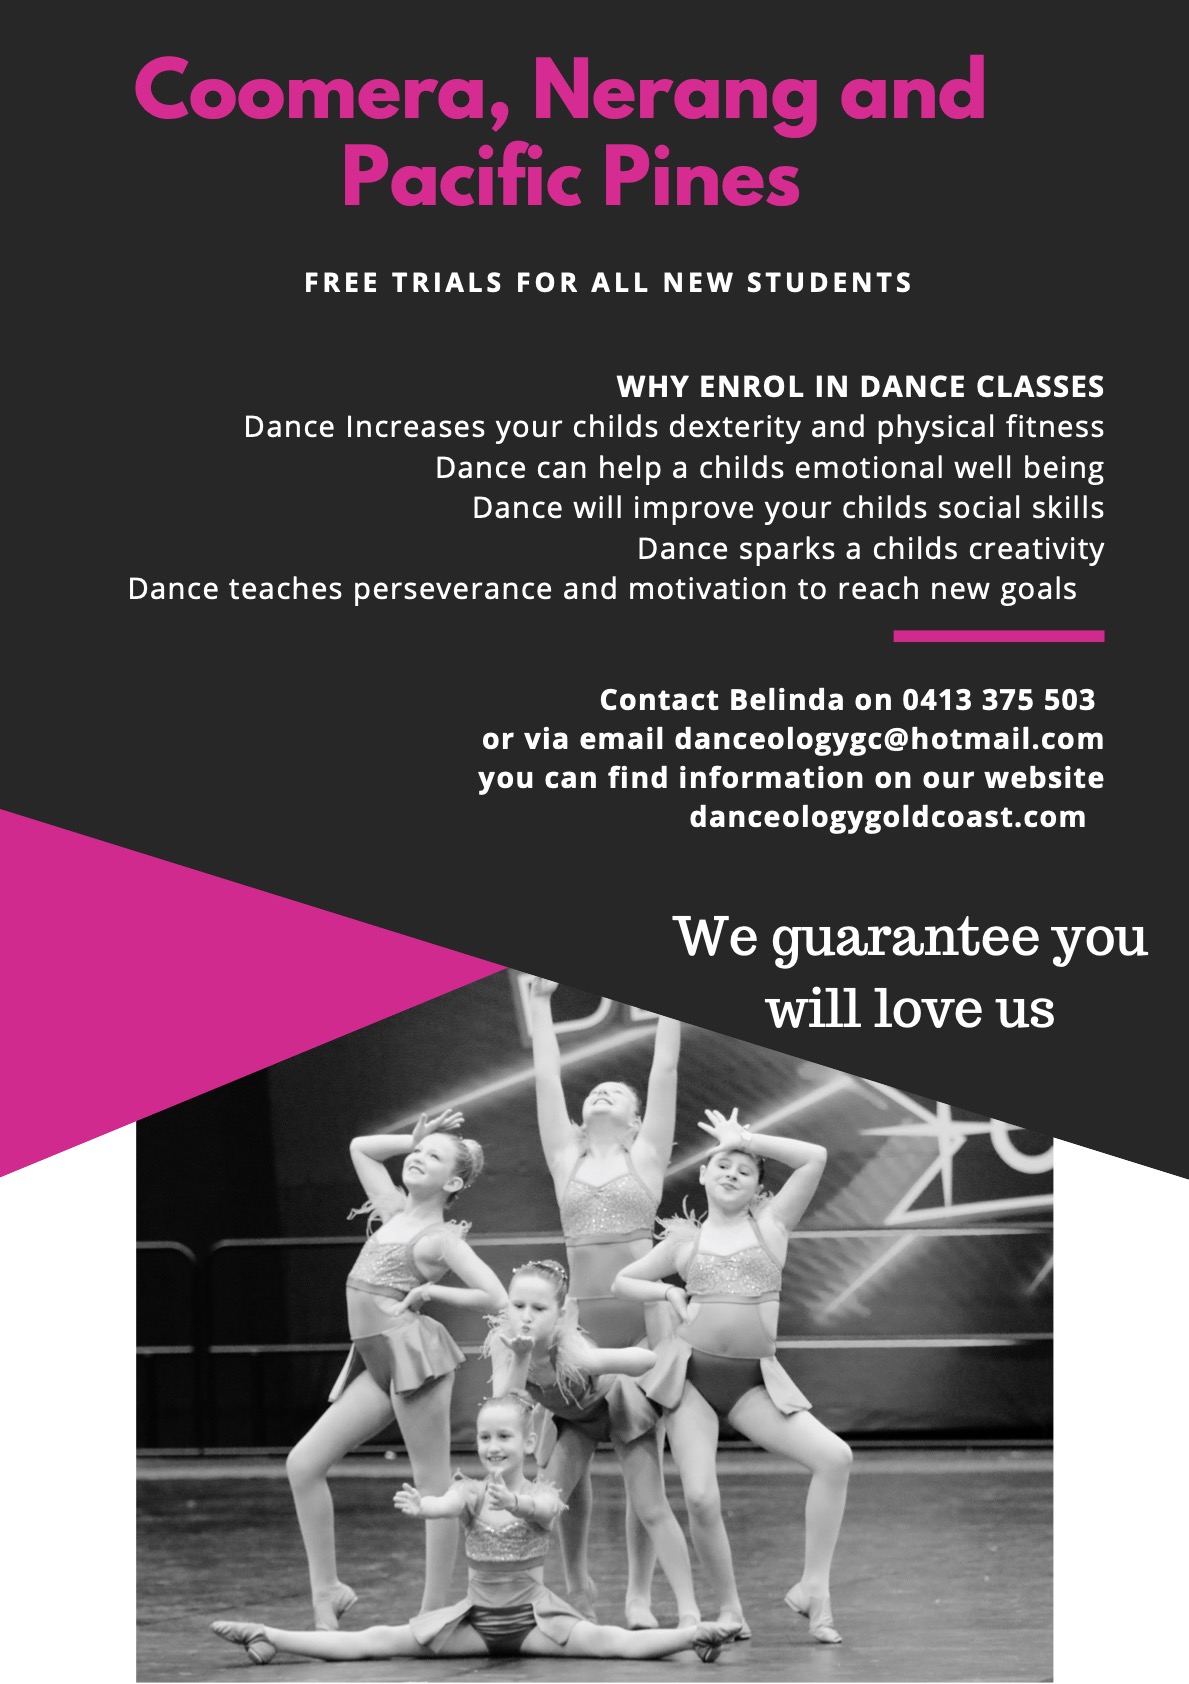 Coomera, Nerang and
Pacific Pines
FREE TRIALS FOR ALL NEW STUDENTS
WHY ENROL IN DANCE CLASSES
Dance Increases your childs dexterity and physical fitness
Dance can help a childs emotional well being
Dance will improve your childs social skills
Dance sparks a childs creativity
Dance teaches perseverance and motivation to reach new goals
Contact Belinda on 0413 375 503
or via email danceologygc@hotmail.com
you can find information on our website
danceologygoldcoast.com
We guarantee you
will love us